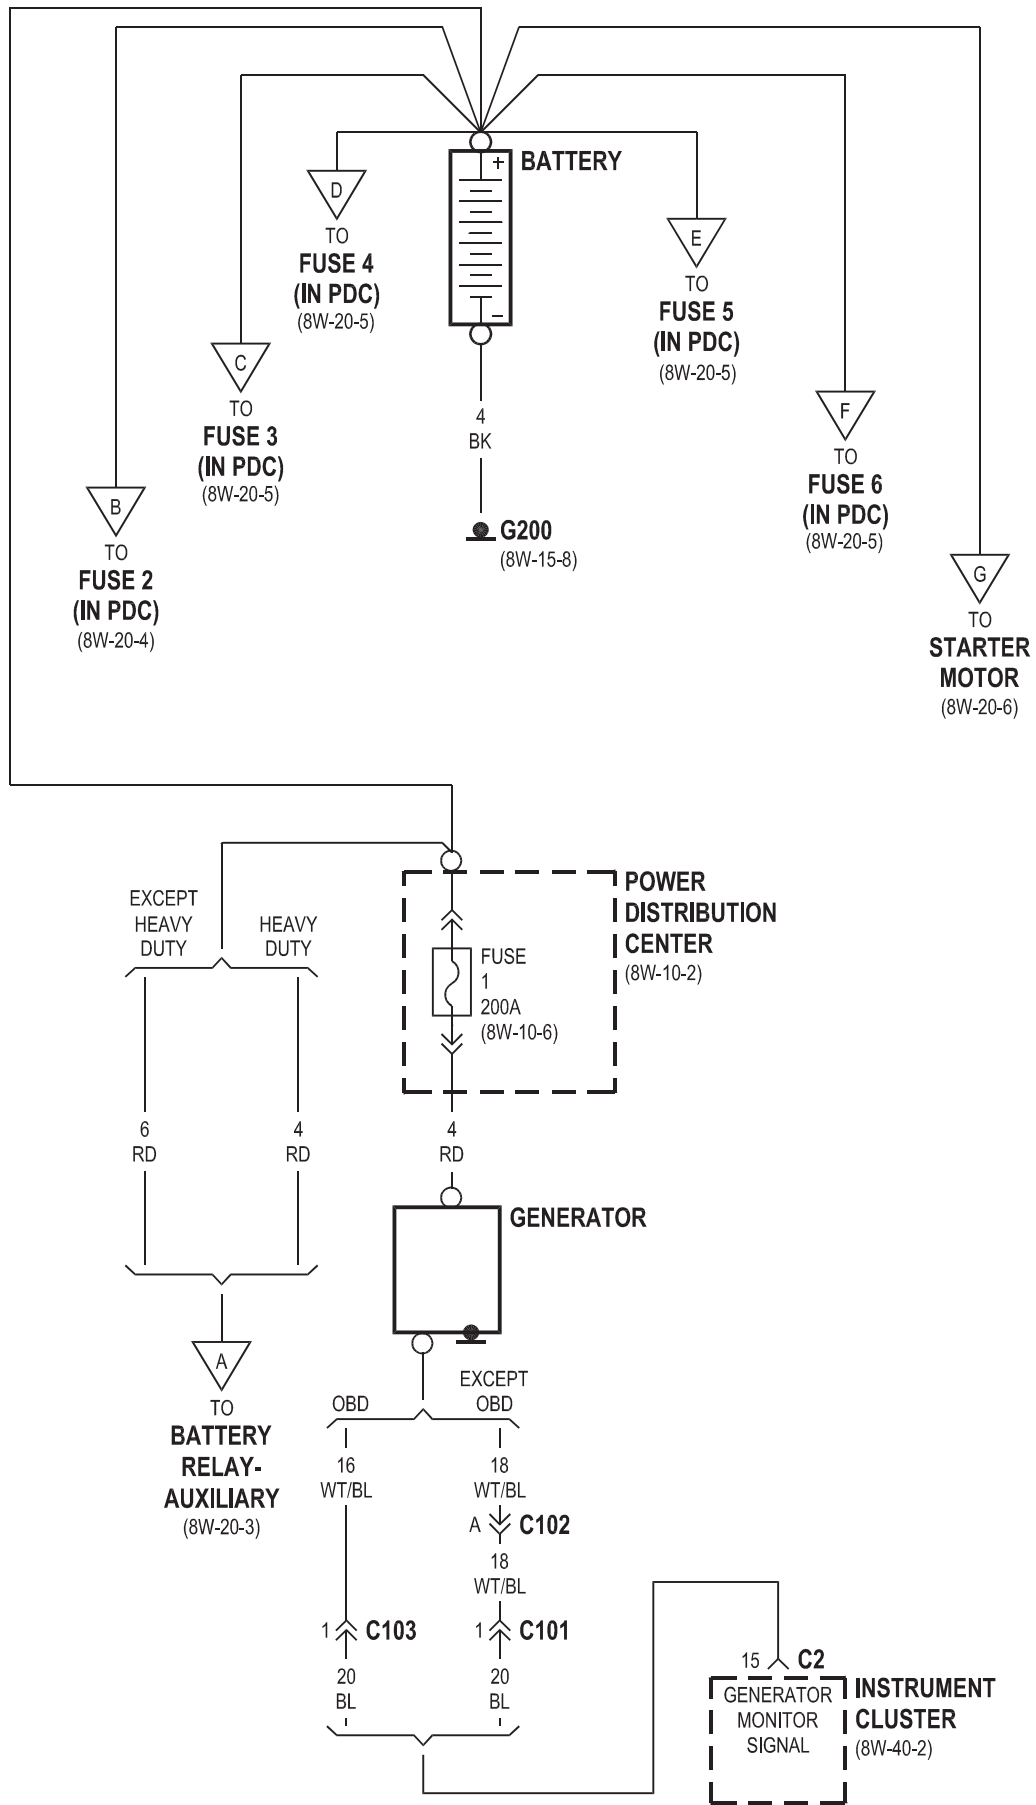 +
BATTERY
−
D
TO
FUSE 4
(IN PDC)
(8W-20-5)
E
TO
FUSE 5
(IN PDC)
(8W-20-5)
C
TO
FUSE 3
(IN PDC)
(8W-20-5)
4
BK
G200
(8W-15-8)
F
TO
FUSE 6
(IN PDC)
(8W-20-5)
B
TO
FUSE 2
(IN PDC)
(8W-20-4)
G
TO
STARTER
MOTOR
(8W-20-6)
EXCEPT
HEAVY
DUTY
HEAVY
DUTY
POWER
DISTRIBUTION
CENTER
(8W-10-2)
FUSE
1
200A
(8W-10-6)
6
RD
4
RD
4
RD
GENERATOR
A
TO
BATTERY
RELAY-
AUXILIARY
(8W-20-3)
OBD
EXCEPT
OBD
16
WT/BL
18
WT/BL
A
C102
18
WT/BL
1
C103
1
C101
20
BL
20
BL
15
C2
GENERATOR
MONITOR
SIGNAL
INSTRUMENT
CLUSTER
(8W-40-2)